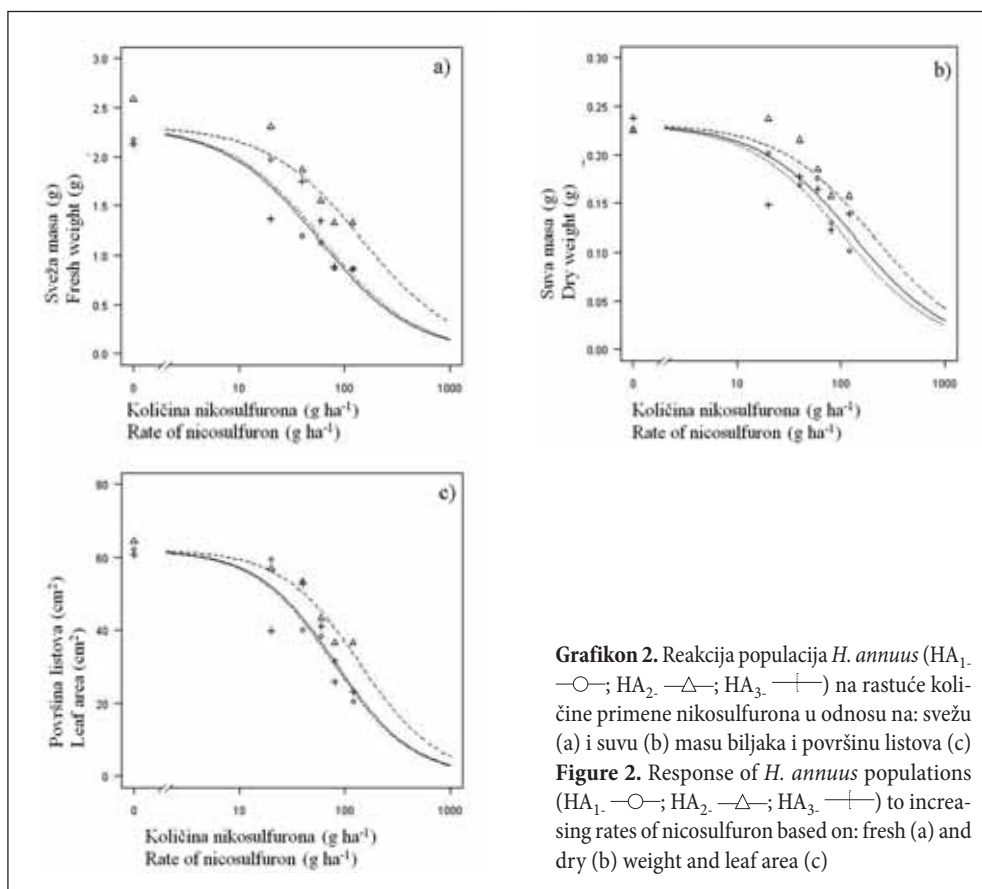 a)
3.0
2.5
2.0
1.5
1.0
0.5
0.0
Sveža masa (g)
Fresh weight (g)
0 10 100 1000
Količina nikosulfurona (g ha-1)
Rate of nicosulfuron (g ha-1)
b)
0.30
0.25
0.20
0.15
0.10
0.05
0.00
Suva masa (g)
Dry weight (g)
0 10 100 1000
Količina nikosulfurona (g ha-1)
Rate of nicosulfuron (g ha-1)
c)
80
60
40
20
0
Površina listova (cm2)
Leaf area (cm2)
0 10 100 1000
Količina nikosulfurona (g ha-1)
Rate of nicosulfuron (g ha-1)
Grafikon 2. Reakcija populacija H. annuus (HA1-
; HA2- ; HA3- ) na rastuće koli-
čine primene nikosulfurona u odnosu na: svežu
(a) i suvu (b) masu biljaka i površinu listova (c)
Figure 2. Response of H. annuus populations
(HA1- ; HA2- ; HA3- ) to increa-
sing rates of nicosulfuron based on: fresh (a) and
dry (b) weight and leaf area (c)